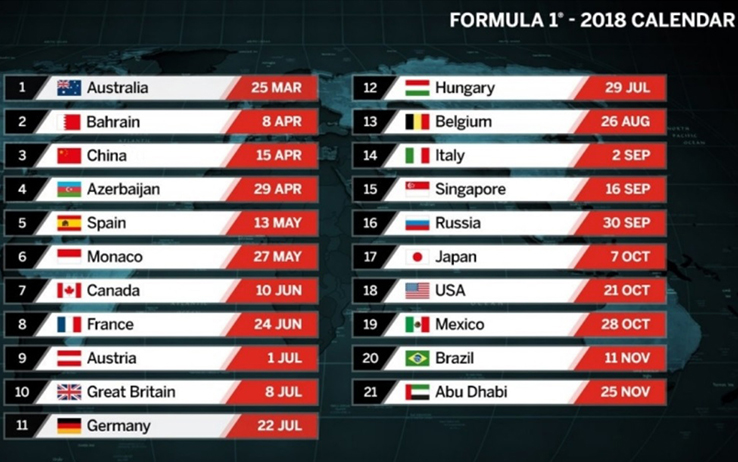 FORMULA 1® - 2018 CALENDAR
1 Australia 25 MAR
2 Bahrain 8 APR
3 China 15 APR
4 Azerbaijan 29 APR
5 Spain 13 MAY
6 Monaco 27 MAY
7 Canada 10 JUN
8 France 24 JUN
9 Austria 1 JUL
10 Great Britain 8 JUL
11 Germany 22 JUL
12 Hungary 29 JUL
13 Belgium 26 AUG
14 Italy 2 SEP
15 Singapore 16 SEP
16 Russia 30 SEP
17 Japan 7 OCT
18 USA 21 OCT
19 Mexico 28 OCT
20 Brazil 11 NOV
21 Abu Dhabi 25 NOV
NORTH
PACIFIC
OCEAN